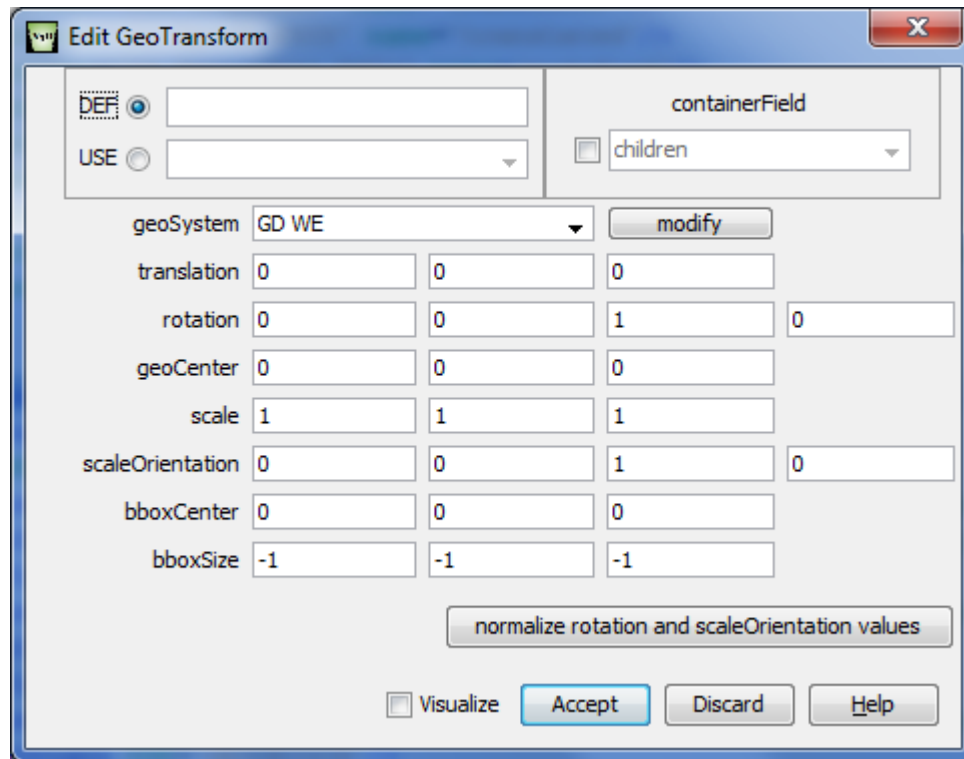 Edit GeoTransform
DEF
containerField
USE
children
geoSystem GD WE modify
translation 0 0 0
rotation 0 0 1 0
geoCenter 0 0 0
scale 1 1 1
scaleOrientation 0 0 1 0
bboxCenter 0 0 0
bboxSize -1 -1 -1
normalize rotation and scaleOrientation values
Visualize Accept Discard Help